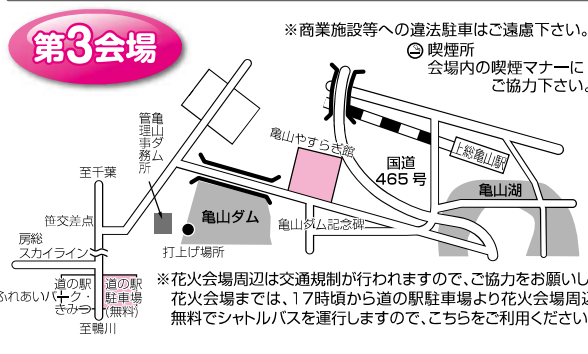 第3会場
※商業施設等への違法駐車はご遠慮下さい。
喫煙所
会場内の喫煙マナーに
ご協力下さい。
亀山ダム
管理事務所
亀山やすらぎ館
国道
465号
上総亀山駅
亀山湖
至千葉
笹交差点
亀山ダム
亀山ダム記念碑
打上げ場所
房総
スカイライン
道の駅
ふれあいパーク・
きみつ
道の駅
駐車場
(無料)
至鴨川
※花火会場周辺は交通規制が行われますので、ご協力をお願いし
花火会場までは、17時頃から道の駅駐車場より花火会場周辺
無料でシャトルバスを運行しますので、こちらをご利用ください